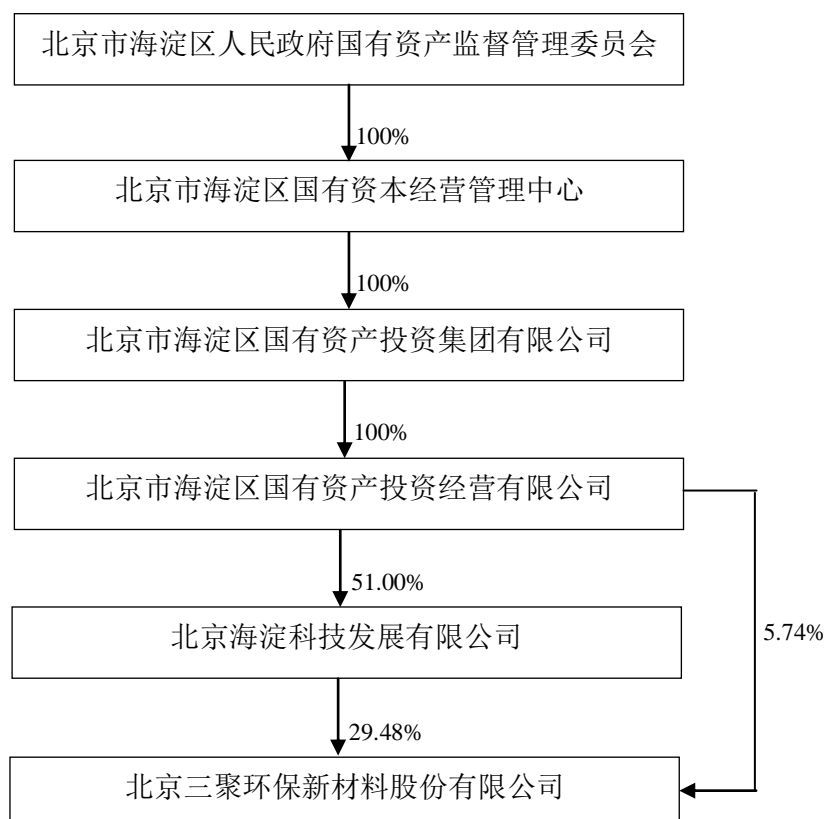 北京市海淀区人民政府国有资产监督管理委员会
100%
北京市海淀区国有资本经营管理中心
100%
北京市海淀区国有资产投资集团有限公司
100%
北京市海淀区国有资产投资经营有限公司
51.00%
北京海淀科技发展有限公司
5.74%
29.48%
北京三聚环保新材料股份有限公司